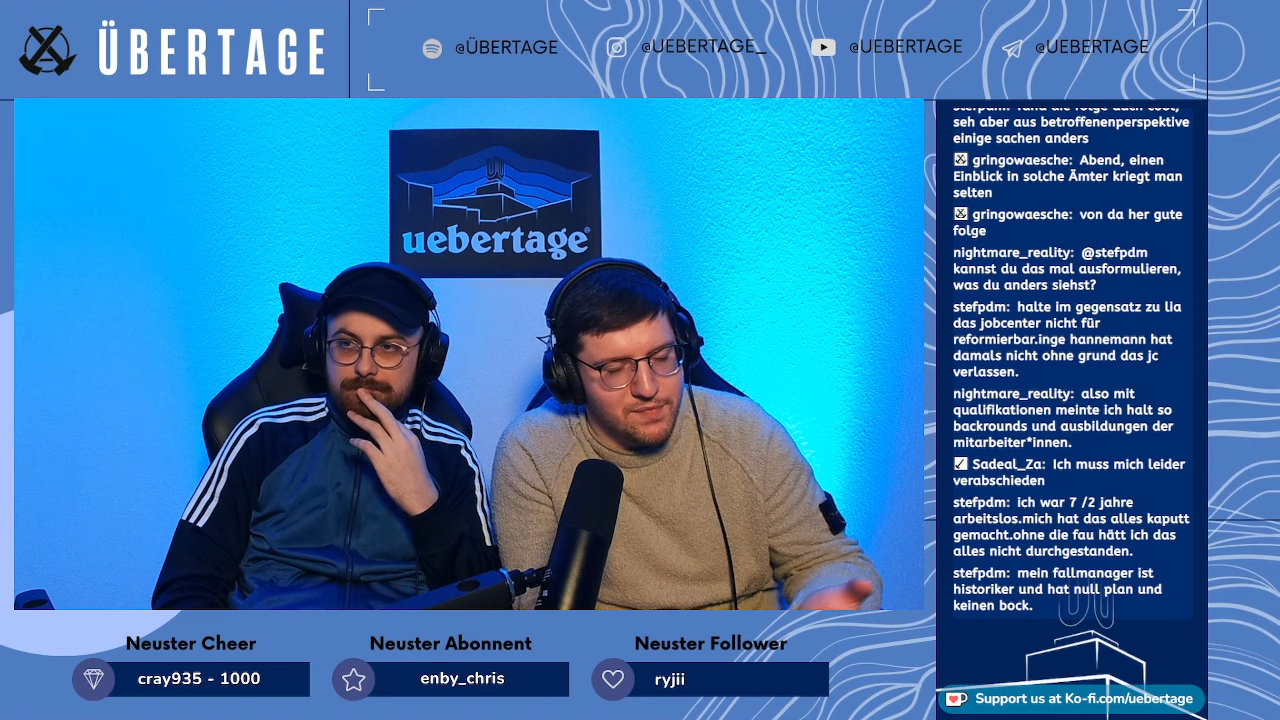 ÜBERTAGE
@ÜBERTAGE
@UEBERTAGE_
@UEBERTAGE
@UEBERTAGE
uebertage®
stefpdm: fand die folge auch cool,
seh aber aus betroffenenperspektive
einige sachen anders
gringowaesche: Abend, einen
Einblick in solche Ämter kriegt man
selten
gringowaesche: von da her gute
folge
nightmare_reality: @stefpdm
kannst du das mal ausformulieren,
was du anders siehst?
stefpdm: halte im gegensatz zu lia
das jobcenter nicht für
reformierbar.inge hannemann hat
damals nicht ohne grund das jc
verlassen.
nightmare_reality: also mit
qualifikationen meinte ich halt so
backrounds und ausbildungen der
mitarbeiter*innen.
Sadeal_Za: Ich muss mich leider
verabschieden
stefpdm: ich war 7 /2 jahre
arbeitslos.mich hat das alles kaputt
gemacht.ohne die fau hätt ich das
alles nicht durchgestanden.
stefpdm: mein fallmanager ist
historiker und hat null plan und
keinen bock.
Neuster Cheer
cray935 - 1000
Neuster Abonnent
enby_chris
Neuster Follower
ryjii
Support us at Ko-fi.com/uebertage